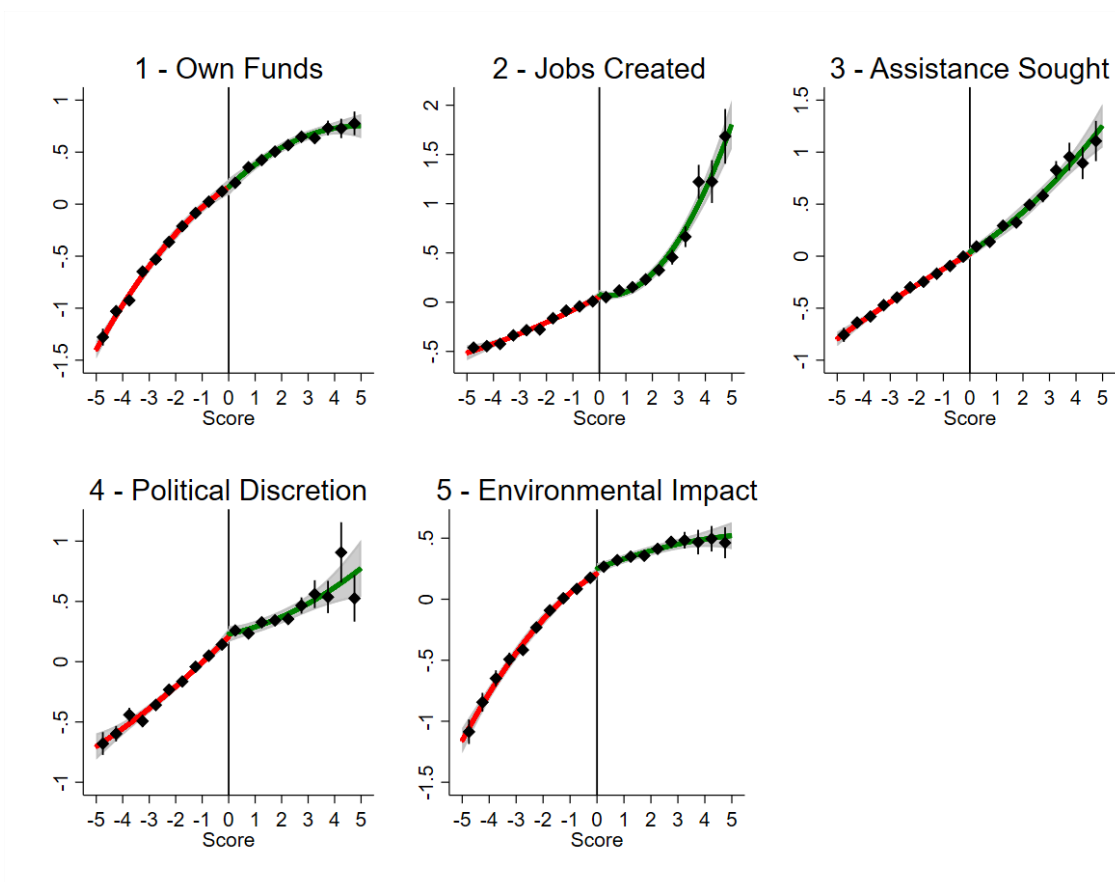 1 - Own Funds
1
.5
0
-.5
-1
-1.5
-5 -4 -3 -2 -1 0 1 2 3 4 5
Score
2 - Jobs Created
2
1.5
1
.5
0
-.5
-5 -4 -3 -2 -1 0 1 2 3 4 5
Score
3 - Assistance Sought
1.5
1
.5
0
-.5
-1
-5 -4 -3 -2 -1 0 1 2 3 4 5
Score
4 - Political Discretion
1
.5
0
-.5
-1
-5 -4 -3 -2 -1 0 1 2 3 4 5
Score
5 - Environmental Impact
.5
0
-.5
-1
-1.5
-5 -4 -3 -2 -1 0 1 2 3 4 5
Score